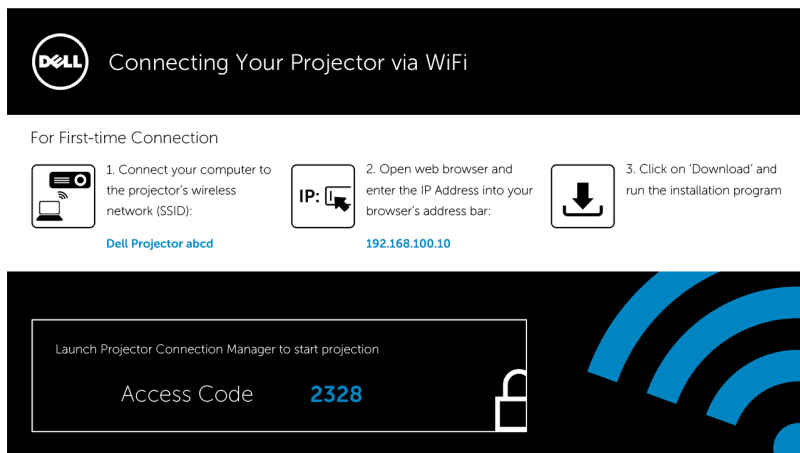 DELL
Connecting Your Projector via WiFi
For First-time Connection
1. Connect your computer to
the projector's wireless
network (SSID):
Dell Projector abcd
IP:
2. Open web browser and
enter the IP Address into your
browser's address bar:
192.168.100.10
3. Click on 'Download' and
run the installation program
Launch Projector Connection Manager to start projection
Access Code 2328